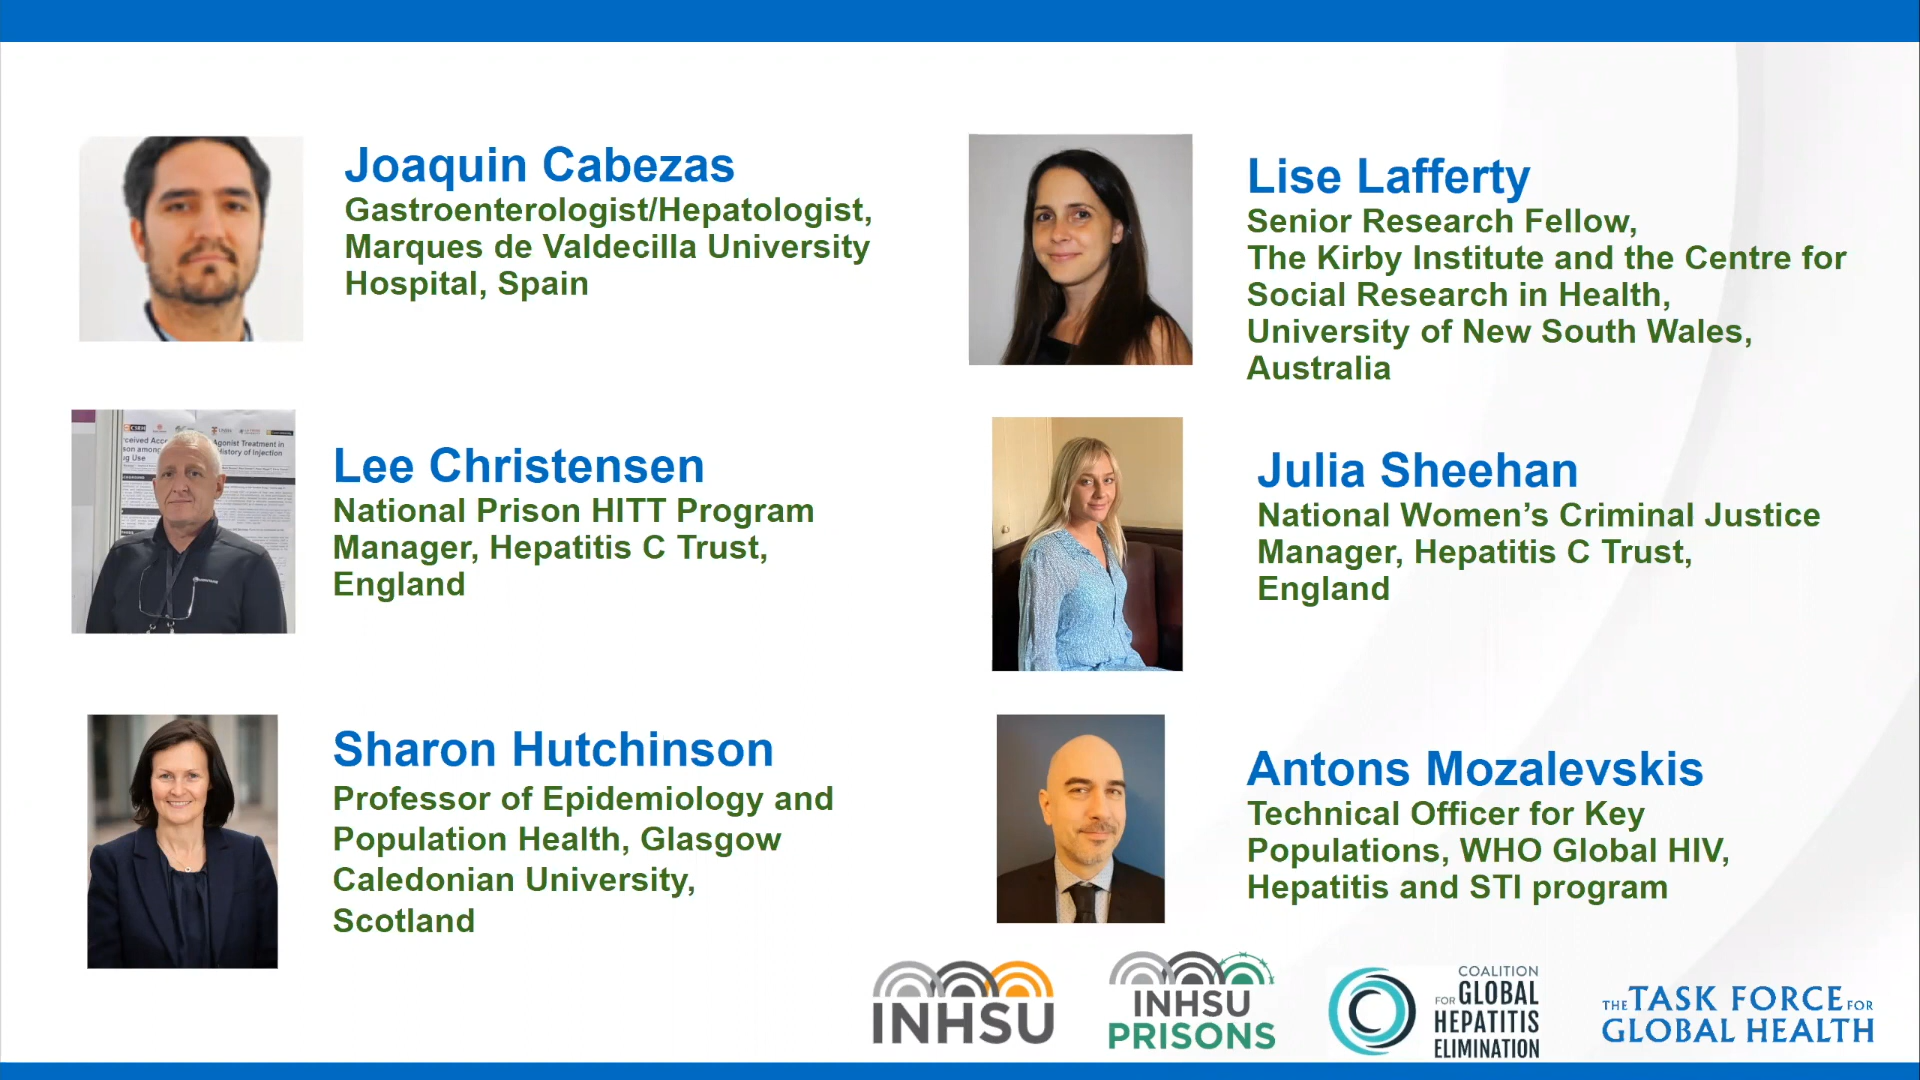 Joaquin Cabezas
Gastroenterologist/Hepatologist,
Marques de Valdecilla University
Hospital, Spain
Lise Lafferty
Senior Research Fellow,
The Kirby Institute and the Centre for
Social Research in Health,
University of New South Wales,
Australia
Lee Christensen
National Prison HITT Program
Manager, Hepatitis C Trust,
England
Julia Sheehan
National Women’s Criminal Justice
Manager, Hepatitis C Trust,
England
Sharon Hutchinson
Professor of Epidemiology and
Population Health, Glasgow
Caledonian University,
Scotland
Antons Mozalevskis
Technical Officer for Key
Populations, WHO Global HIV,
Hepatitis and STI program
INHSU
INHSU
PRISONS
COALITION
FOR GLOBAL
HEPATITIS
ELIMINATION
THE TASK FORCE FOR
GLOBAL HEALTH